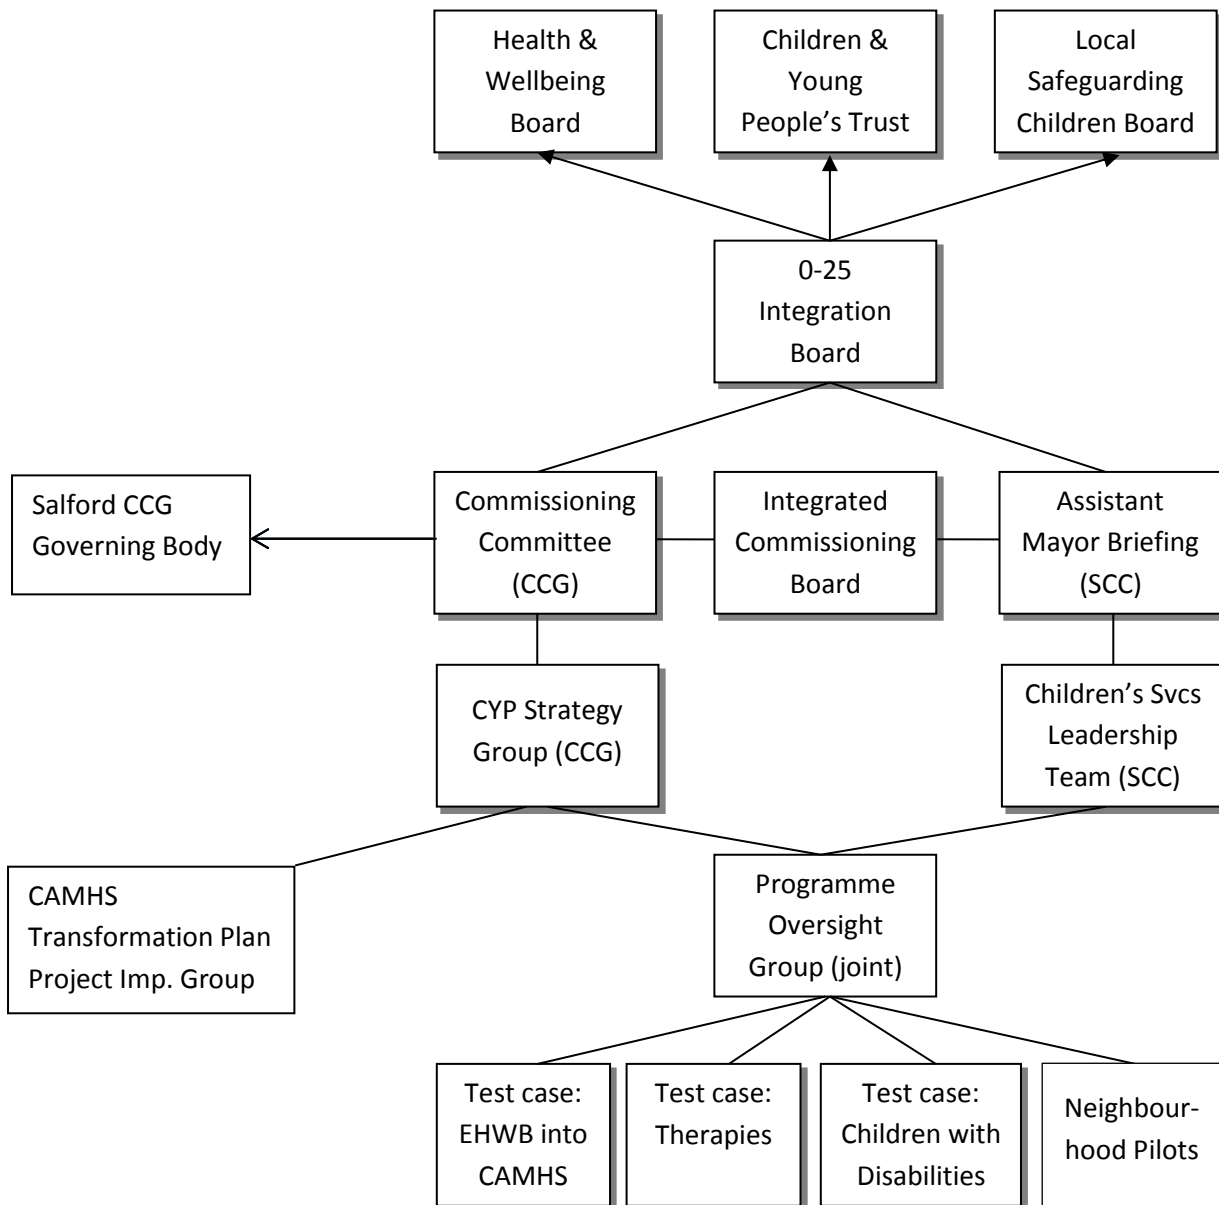 Health &
Wellbeing
Board
Children &
Young
People’s Trust
Local
Safeguarding
Children Board
0-25
Integration
Board
Salford CCG
Governing Body
Commissioning
Committee
(CCG)
Integrated
Commissioning
Board
Assistant
Mayor Briefing
(SCC)
CYP Strategy
Group (CCG)
Children’s Svcs
Leadership
Team (SCC)
CAMHS
Transformation Plan
Project Imp. Group
Programme
Oversight
Group (joint)
Test case:
EHWB into
CAMHS
Test case:
Therapies
Test case:
Children with
Disabilities
Neighbour-
hood Pilots